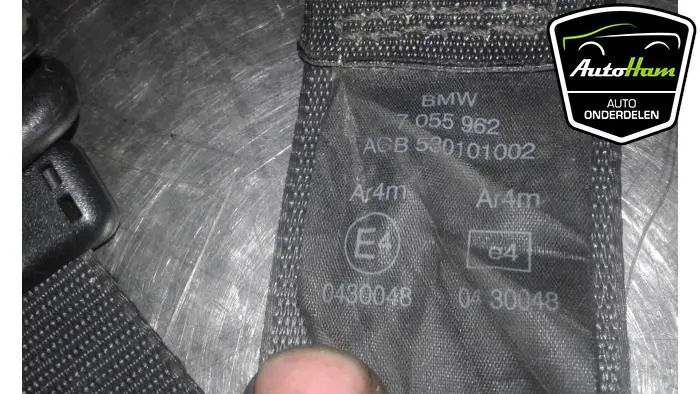 AutoHam
AUTO
ONDERDELEN
BMW
7 055 962
ACB 530101002
Ar4m Ar4m
E4 e4
0430048 04 30048